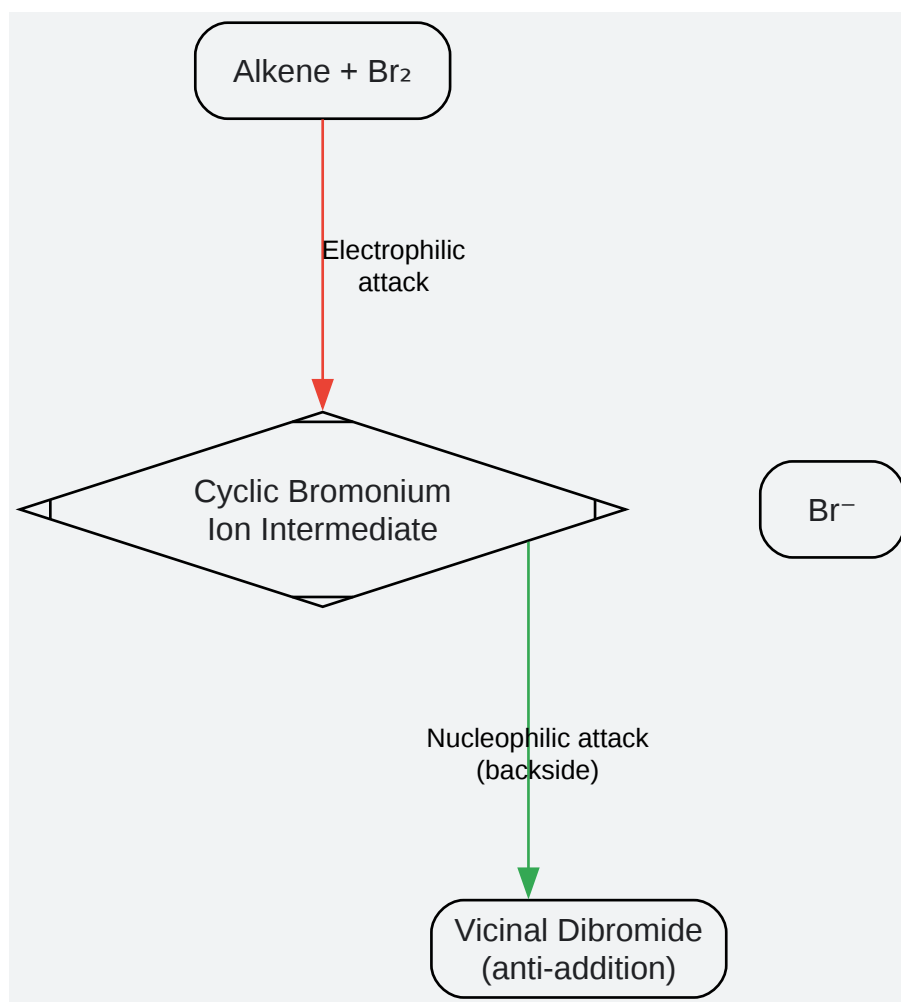 Alkene + Br₂
Electrophilic
attack
Cyclic Bromonium
Ion Intermediate
Br⁻
Nucleophilic attack
(backside)
Vicinal Dibromide
(anti-addition)